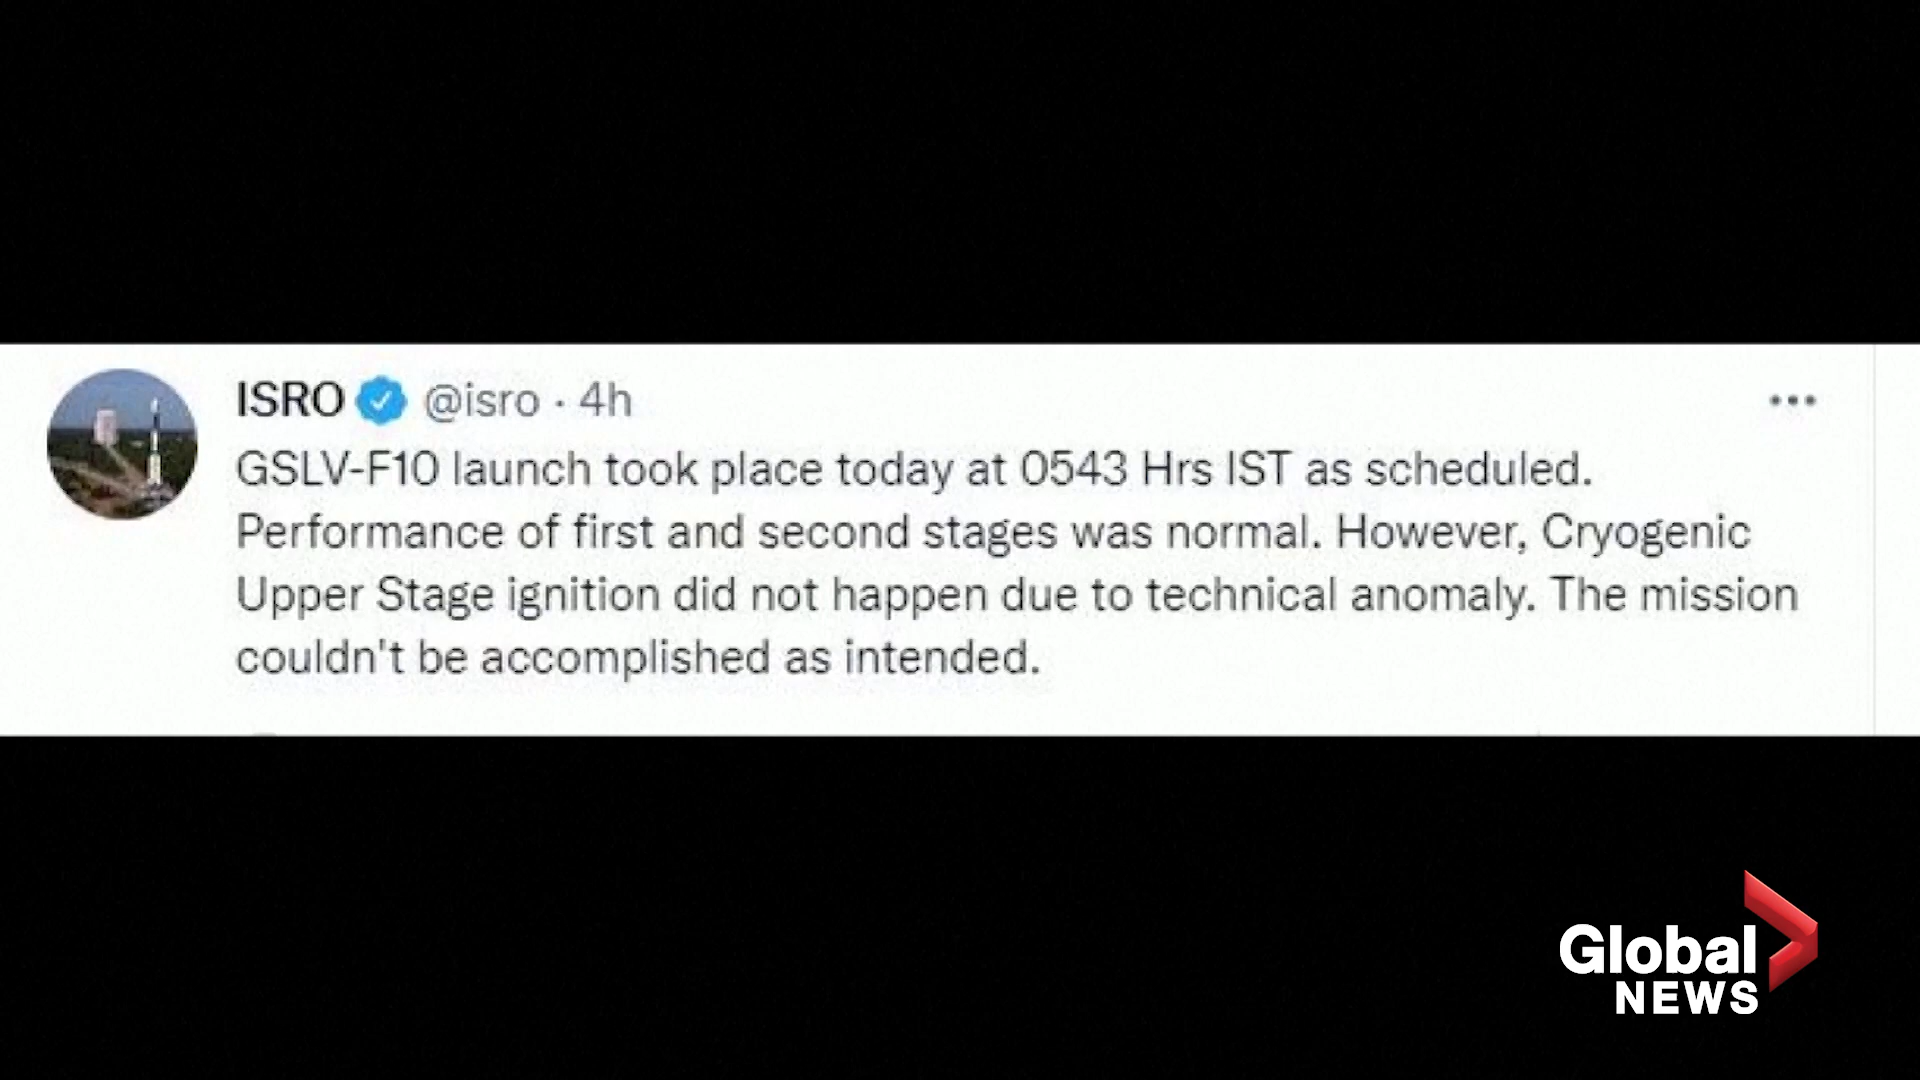 ISRO @isro · 4h
GSLV-F10 launch took place today at 0543 Hrs IST as scheduled.
Performance of first and second stages was normal. However, Cryogenic
Upper Stage ignition did not happen due to technical anomaly. The mission
couldn't be accomplished as intended.
Global
NEWS